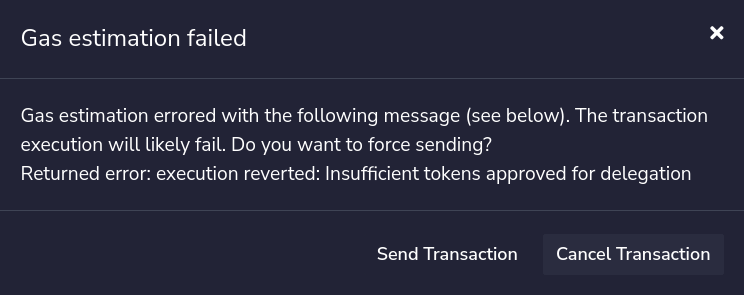 Gas estimation failed
Gas estimation errored with the following message (see below). The transaction
execution will likely fail. Do you want to force sending?
Returned error: execution reverted: Insufficient tokens approved for delegation
Send Transaction
Cancel Transaction